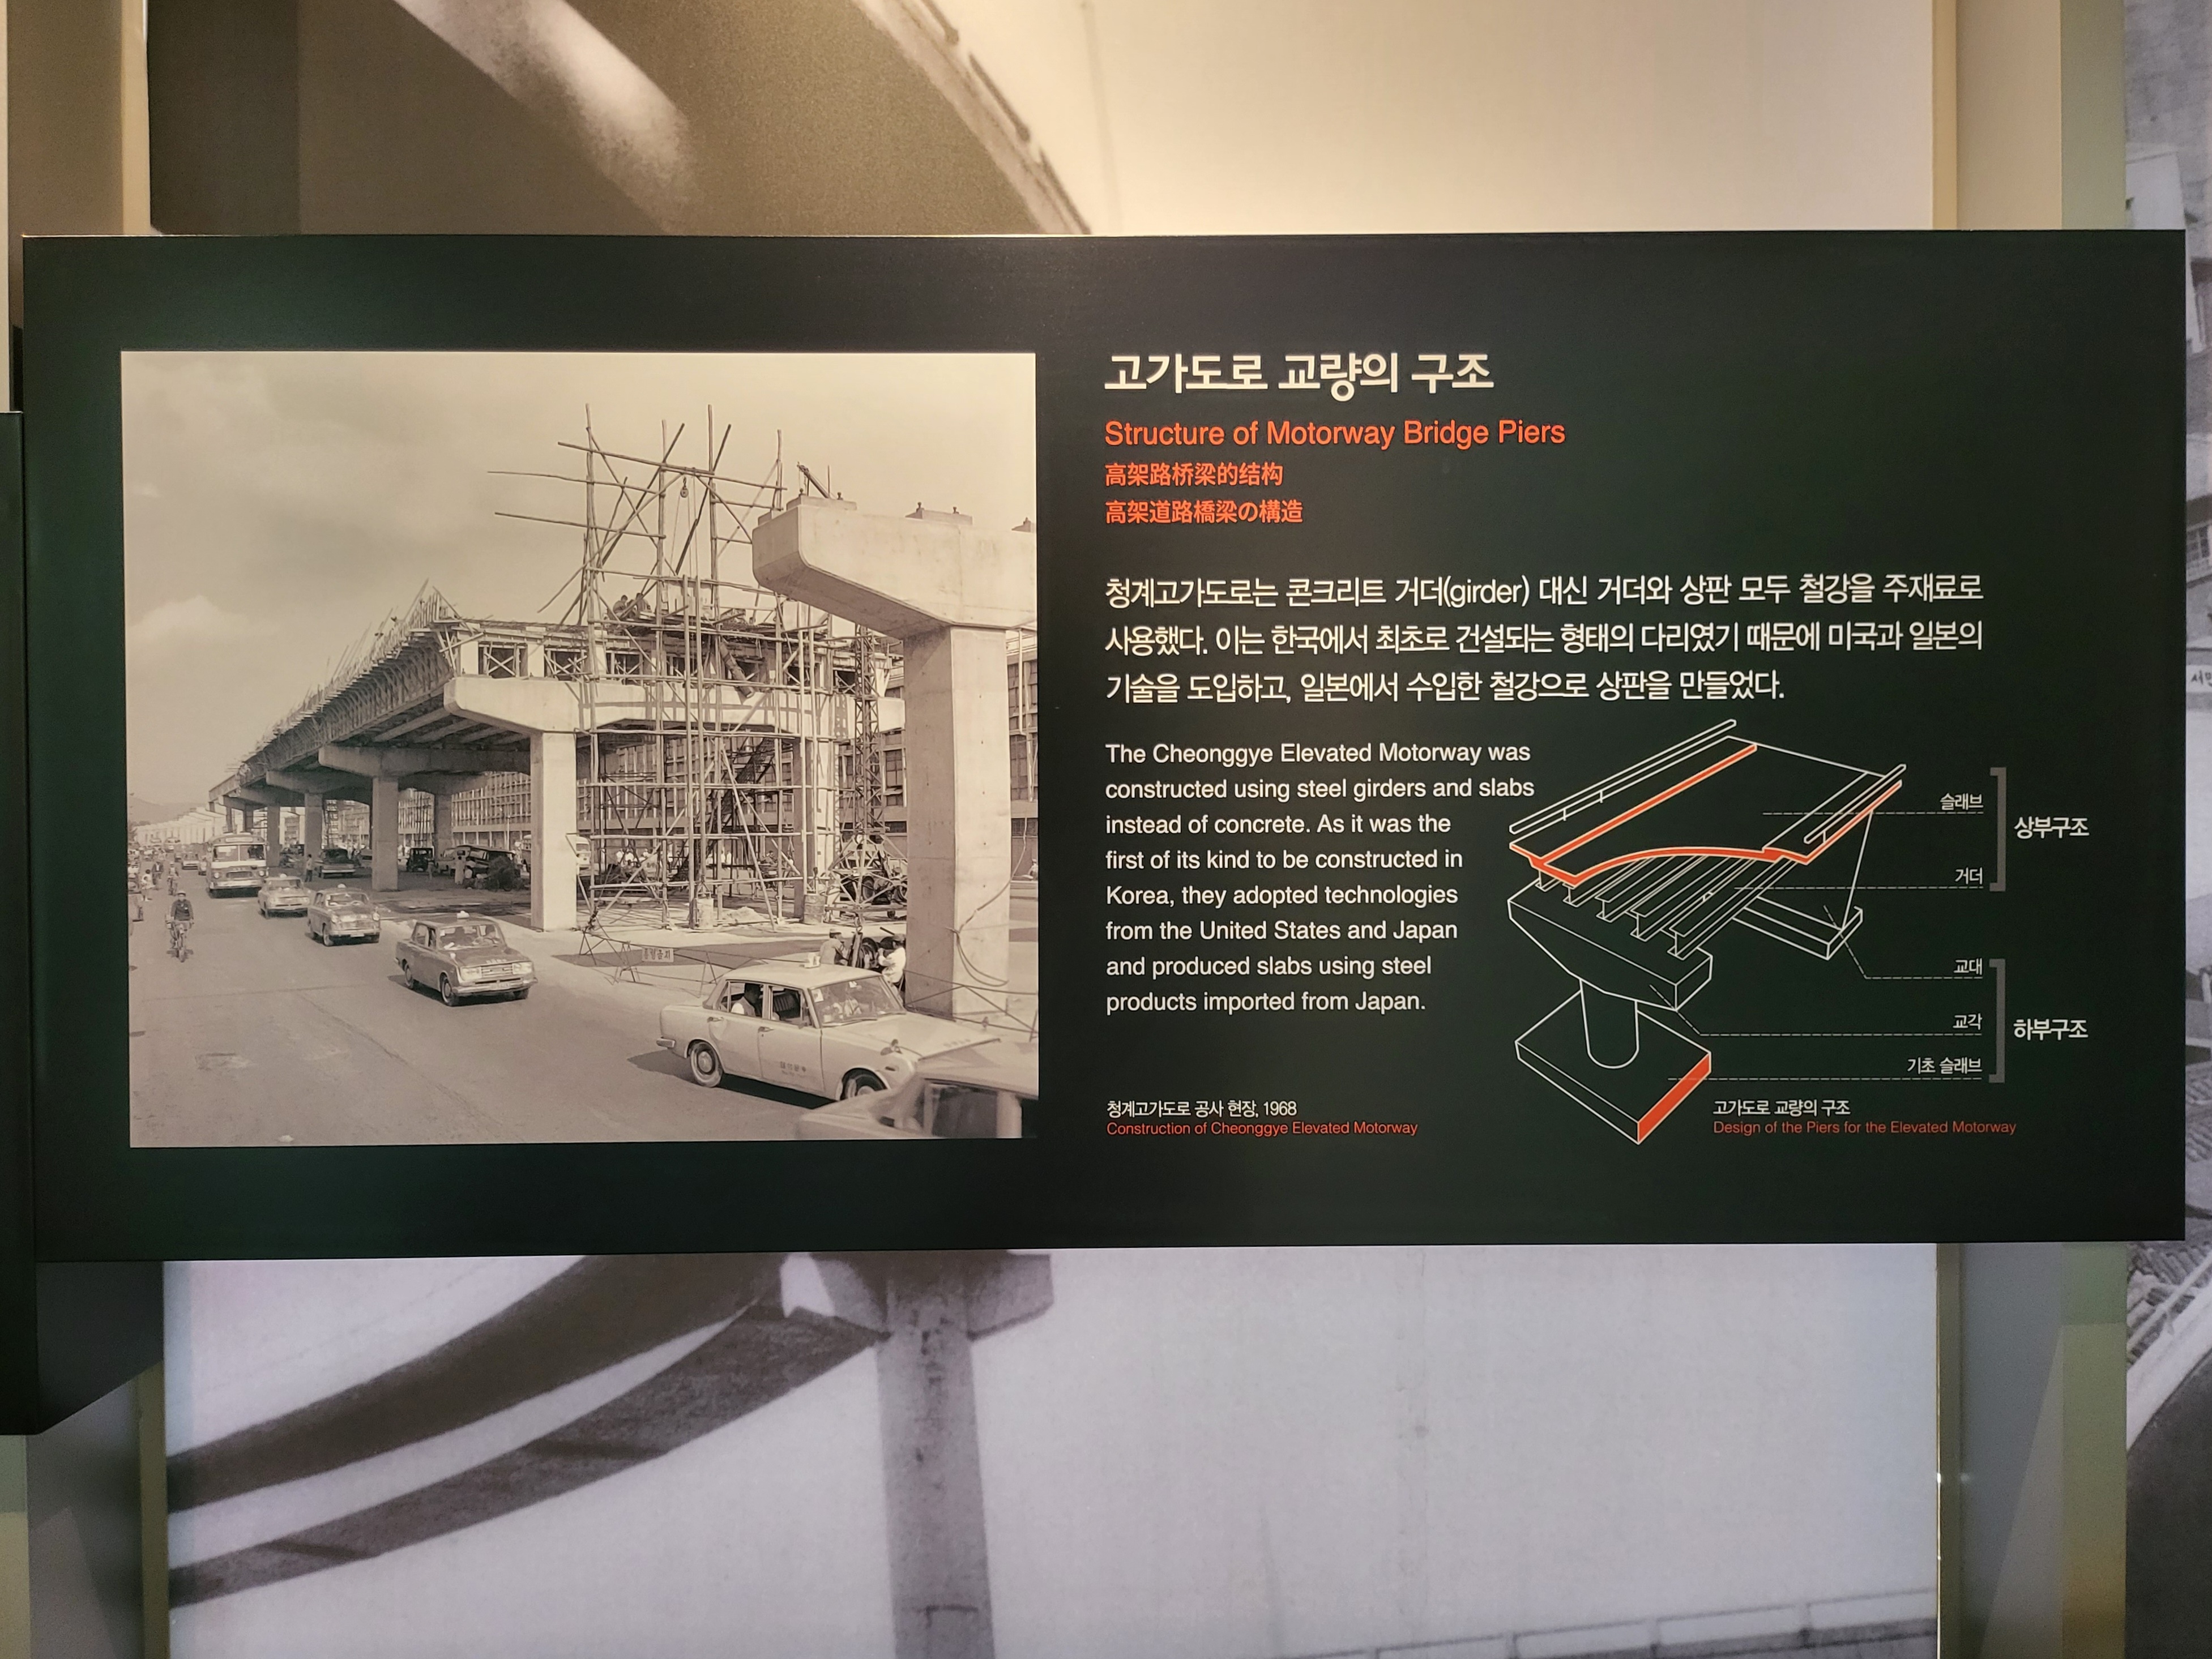 고가도로 교량의 구조
Structure of Motorway Bridge Piers
高架路桥梁的结构
高架道路橋梁の構造
청계고가도로는 콘크리트 거더(girder) 대신 거더와 상판 모두 철강을 주재료로
사용했다. 이는 한국에서 최초로 건설되는 형태의 다리였기 때문에 미국과 일본의
기술을 도입하고, 일본에서 수입한 철강으로 상판을 만들었다.
The Cheonggye Elevated Motorway was
constructed using steel girders and slabs
instead of concrete. As it was the
first of its kind to be constructed in
Korea, they adopted technologies
from the United States and Japan
and produced slabs using steel
products imported from Japan.
청계고가도로 공사 현장, 1968
Construction of Cheonggye Elevated Motorway
슬래브
거더
상부구조
교대
교각
기초 슬래브
하부구조
고가도로 교량의 구조
Design of the Piers for the Elevated Motorway